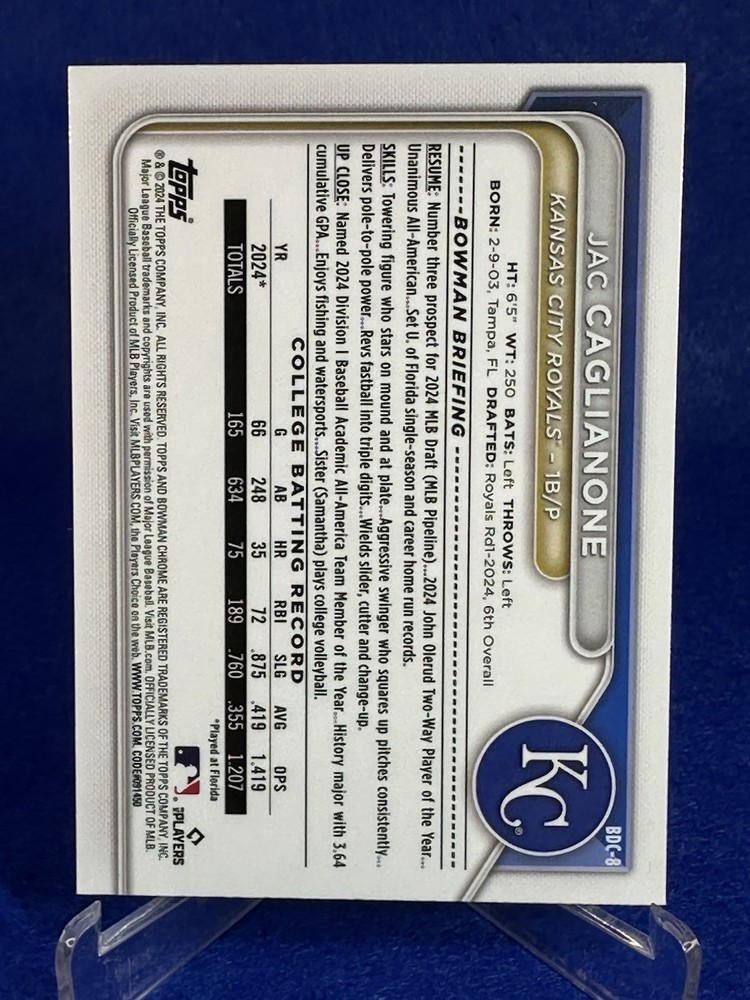 BDC-8
JAC CAGLIANONE
KANSAS CITY ROYALS™ – 1B/P
KC®
HT: 6'5" WT: 250 BATS: Left THROWS: Left
BORN: 2-9-03, Tampa, FL DRAFTED: Royals Rd1-2024, 6th Overall
BOWMAN BRIEFING
RESUME: Number three prospect for 2024 MLB Draft (MLB Pipeline)...2024 John Olerud Two-Way Player of the Year...
Unanimous All-American...Set U. of Florida single-season and career home run records.
SKILLS: Towering figure who stars on mound and at plate...Aggressive swinger who squares up pitches consistently...
Delivers pole-to-pole power...Revs fastball into triple digits...Wields slider, cutter and change-up.
UP CLOSE: Named 2024 Division I Baseball Academic All-America Team Member of the Year...History major with 3.64
cumulative GPA...Enjoys fishing and watersports...Sister (Samantha) plays college volleyball.
COLLEGE BATTING RECORD
YR G AB HR RBI SLG AVG OPS
2024* 66 248 35 72 .875 .419 1.419
TOTALS 165 634 75 189 .760 .355 1.207
*Played at Florida
topps®
MLB PLAYERS
® & © 2024 THE TOPPS COMPANY, INC. ALL RIGHTS RESERVED. TOPPS AND BOWMAN CHROME ARE REGISTERED TRADEMARKS OF THE TOPPS COMPANY, INC.
Major League Baseball trademarks and copyrights are used with permission of Major League Baseball. Visit MLB.com. OFFICIALLY LICENSED PRODUCT OF MLB
Officially Licensed Product of MLB Players, Inc. Visit MLBPLAYERS.COM, the Players Choice on the web. WWW.TOPPS.COM. CODE#091450